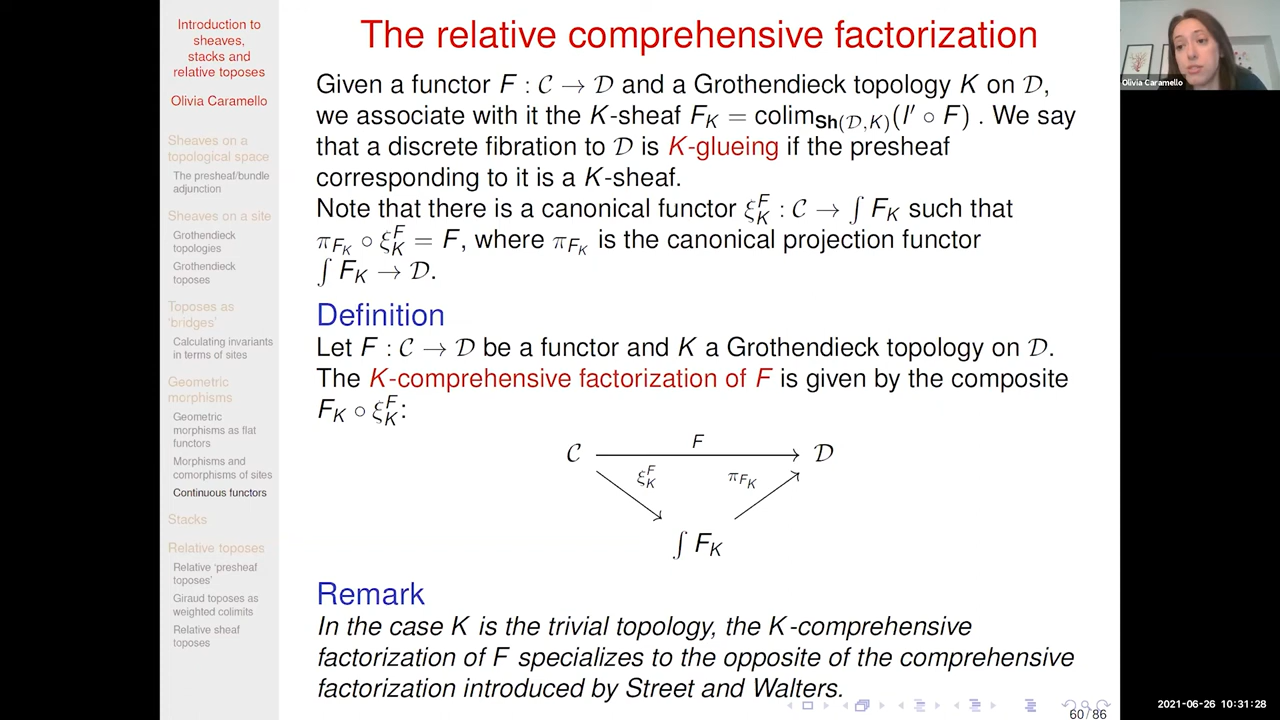 Introduction to
sheaves,
stacks and
relative toposes
Olivia Caramello
Sheaves on a
topological space
The presheaf/bundle
adjunction
Sheaves on a site
Grothendieck
topologies
Grothendieck
toposes
Toposes as
'bridges'
Calculating invariants
in terms of sites
Geometric
morphisms
Geometric
morphisms as flat
functors
Morphisms and
comorphisms of sites
Continuous functors
Stacks
Relative toposes
Relative 'presheaf
toposes'
Giraud toposes as
weighted colimits
Relative sheaf
toposes
The relative comprehensive factorization
Given a functor F : 𝒞 → 𝒟 and a Grothendieck topology K on 𝒟,
we associate with it the K-sheaf F_K = colim_{Sh(𝒟,K)}(l′ ∘ F) . We say
that a discrete fibration to 𝒟 is K-glueing if the presheaf
corresponding to it is a K-sheaf.
Note that there is a canonical functor ξ^F_K : 𝒞 → ∫ F_K such that
π_{F_K} ∘ ξ^F_K = F, where π_{F_K} is the canonical projection functor
∫ F_K → 𝒟.
Definition
Let F : 𝒞 → 𝒟 be a functor and K a Grothendieck topology on 𝒟.
The K-comprehensive factorization of F is given by the composite
F_K ∘ ξ^F_K:
F
𝒞 𝒟
ξ^F_K π_{F_K}
∫ F_K
Remark
In the case K is the trivial topology, the K-comprehensive
factorization of F specializes to the opposite of the comprehensive
factorization introduced by Street and Walters.
60/86
Olivia Caramello
2021-06-26 10:31:28